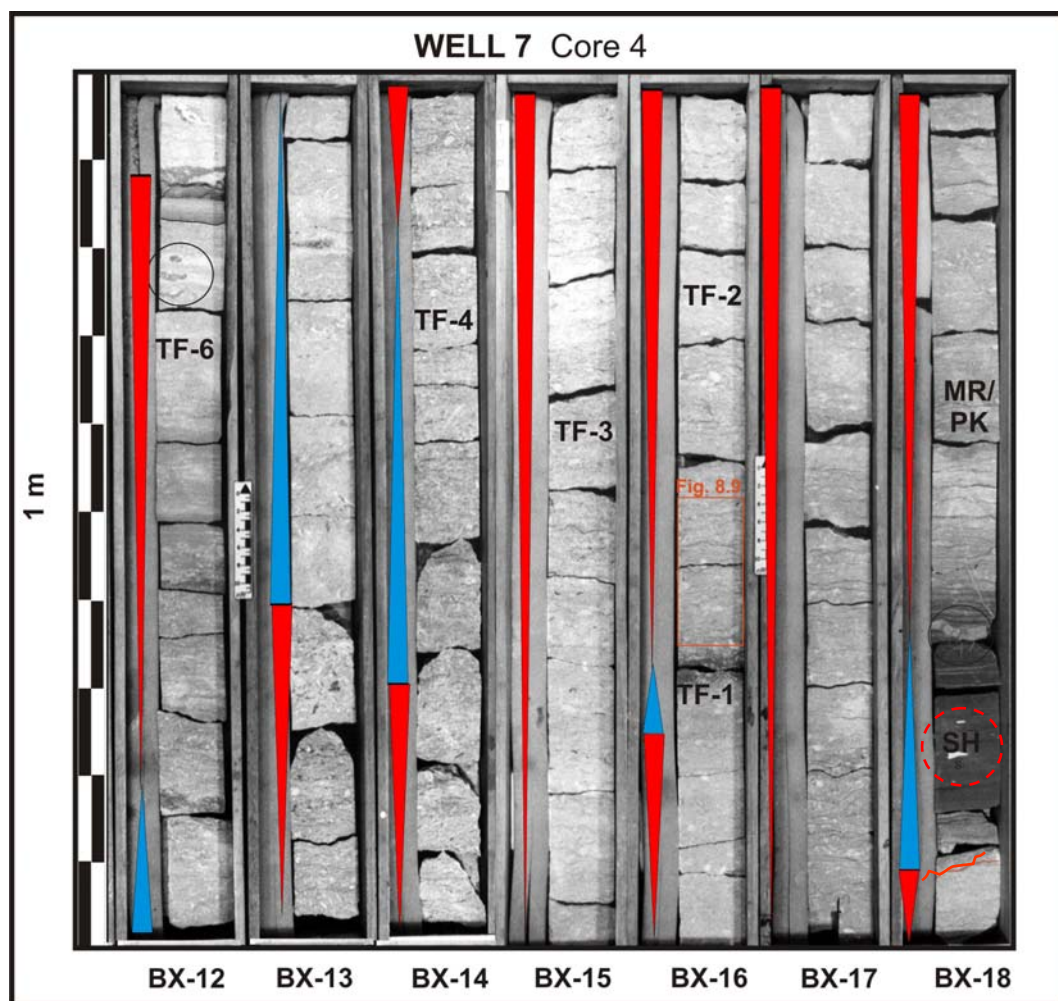 WELL 7 Core 4
1 m
TF-6
TF-4
TF-3
TF-2
Fig. 8.9
TF-1
MR/
PK
SH
BX-12 BX-13 BX-14 BX-15 BX-16 BX-17 BX-18